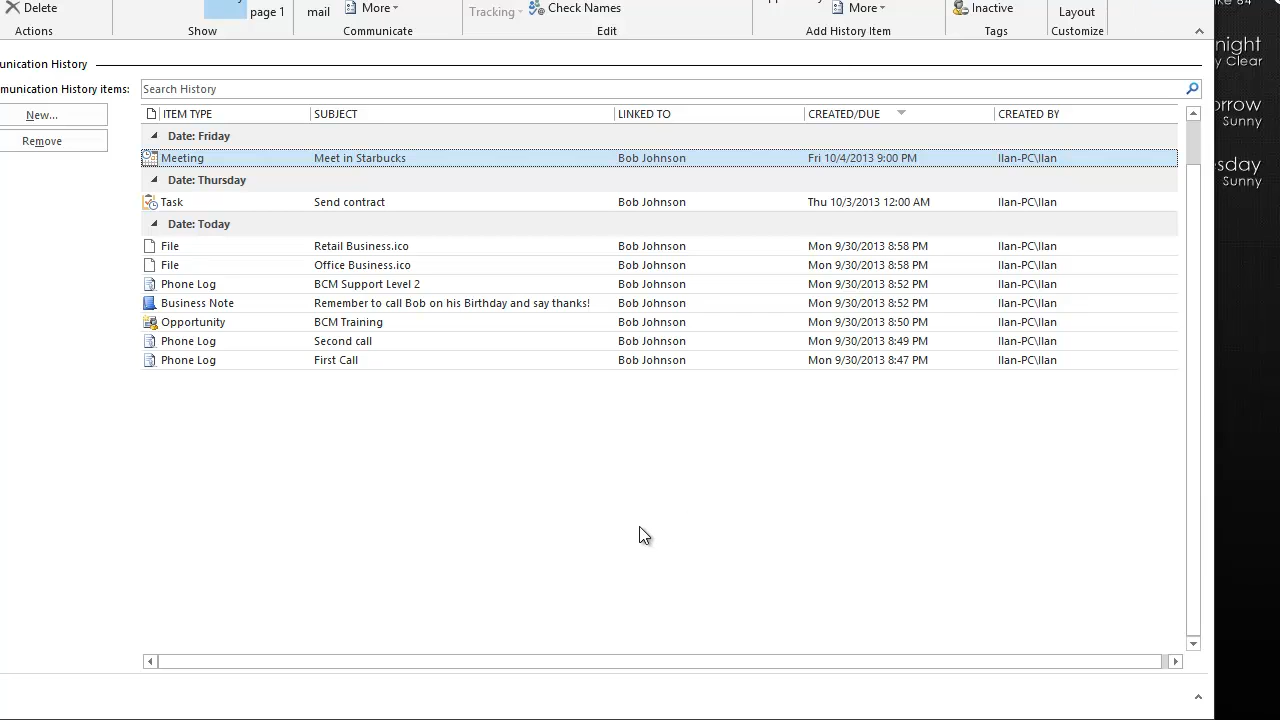 Delete
page 1
mail
More
Tracking
Check Names
More
Inactive
Layout
Actions
Show
Communicate
Edit
Add History Item
Tags
Customize
night
y Clear
unication History
munication History items:
Search History
New...
Remove
orrow
Sunny
sday
Sunny
ITEM TYPE SUBJECT LINKED TO CREATED/DUE CREATED BY
Date: Friday
Meeting Meet in Starbucks Bob Johnson Fri 10/4/2013 9:00 PM Ilan-PC\Ilan
Date: Thursday
Task Send contract Bob Johnson Thu 10/3/2013 12:00 AM Ilan-PC\Ilan
Date: Today
File Retail Business.ico Bob Johnson Mon 9/30/2013 8:58 PM Ilan-PC\Ilan
File Office Business.ico Bob Johnson Mon 9/30/2013 8:58 PM Ilan-PC\Ilan
Phone Log BCM Support Level 2 Bob Johnson Mon 9/30/2013 8:52 PM Ilan-PC\Ilan
Business Note Remember to call Bob on his Birthday and say thanks! Bob Johnson Mon 9/30/2013 8:52 PM Ilan-PC\Ilan
Opportunity BCM Training Bob Johnson Mon 9/30/2013 8:50 PM Ilan-PC\Ilan
Phone Log Second call Bob Johnson Mon 9/30/2013 8:49 PM Ilan-PC\Ilan
Phone Log First Call Bob Johnson Mon 9/30/2013 8:47 PM Ilan-PC\Ilan